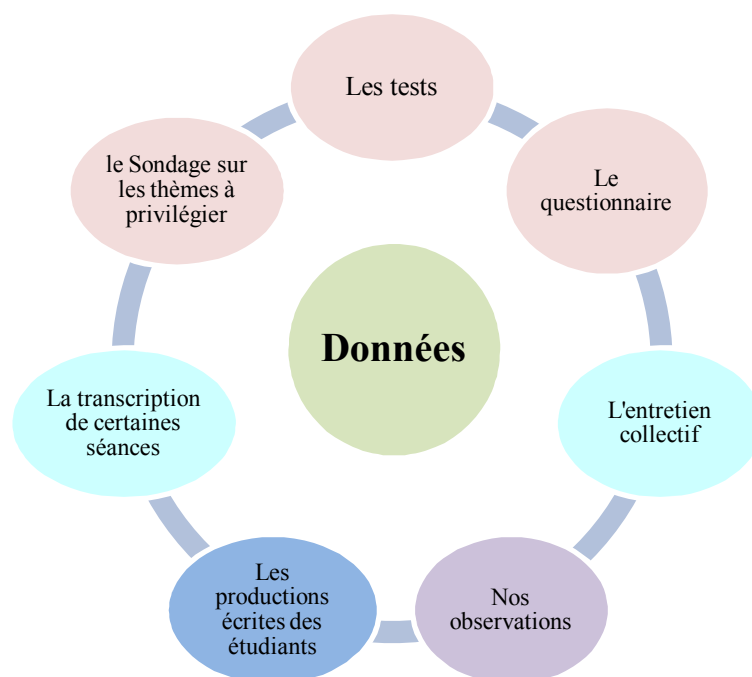 Les tests
le Sondage sur
les thèmes à
privilégier
Le
questionnaire
Données
La transcription
de certaines
séances
L'entretien
collectif
Les
productions
écrites des
étudiants
Nos
observations